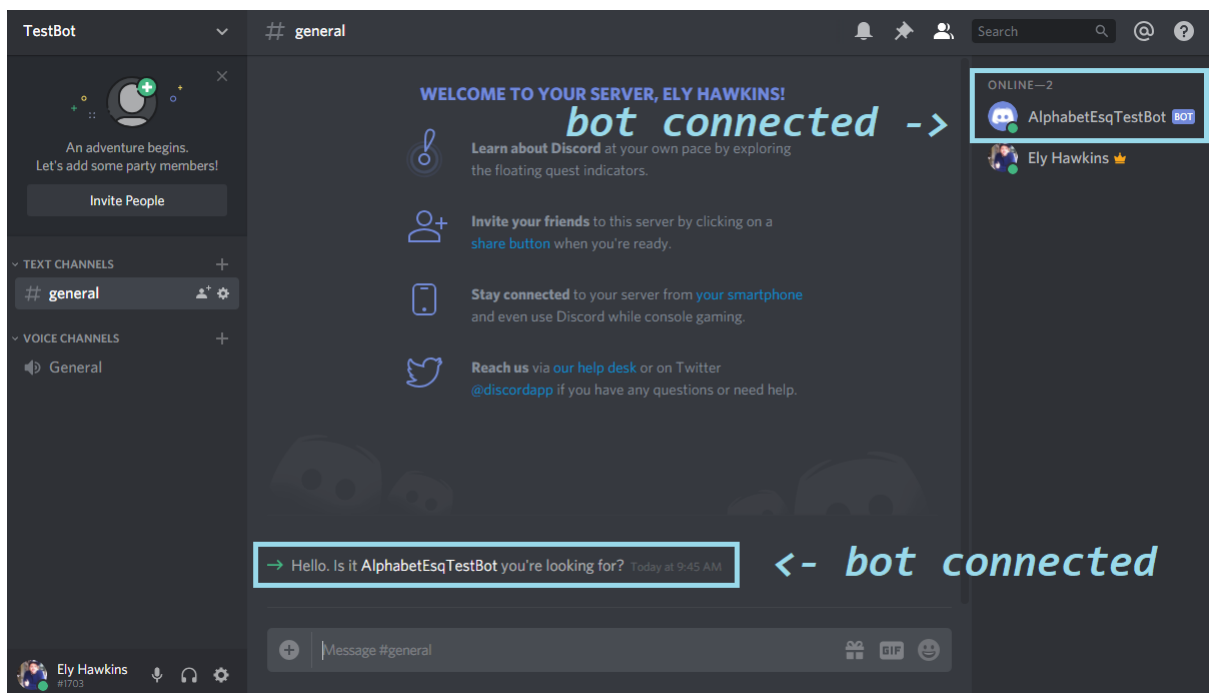 TestBot
An adventure begins.
Let's add some party members!
Invite People
TEXT CHANNELS
general
VOICE CHANNELS
General
Ely Hawkins
#1703
# general
Search
WELCOME TO YOUR SERVER, ELY HAWKINS!
bot connected ->
Learn about Discord at your own pace by exploring
the floating quest indicators.
Invite your friends to this server by clicking on a
share button when you're ready.
Stay connected to your server from your smartphone
and even use Discord while console gaming.
Reach us via our help desk or on Twitter
@discordapp if you have any questions or need help.
Hello. Is it AlphabetEsqTestBot you're looking for? Today at 9:45 AM
<- bot connected
Message #general
GIF
ONLINE—2
AlphabetEsqTestBot BOT
Ely Hawkins